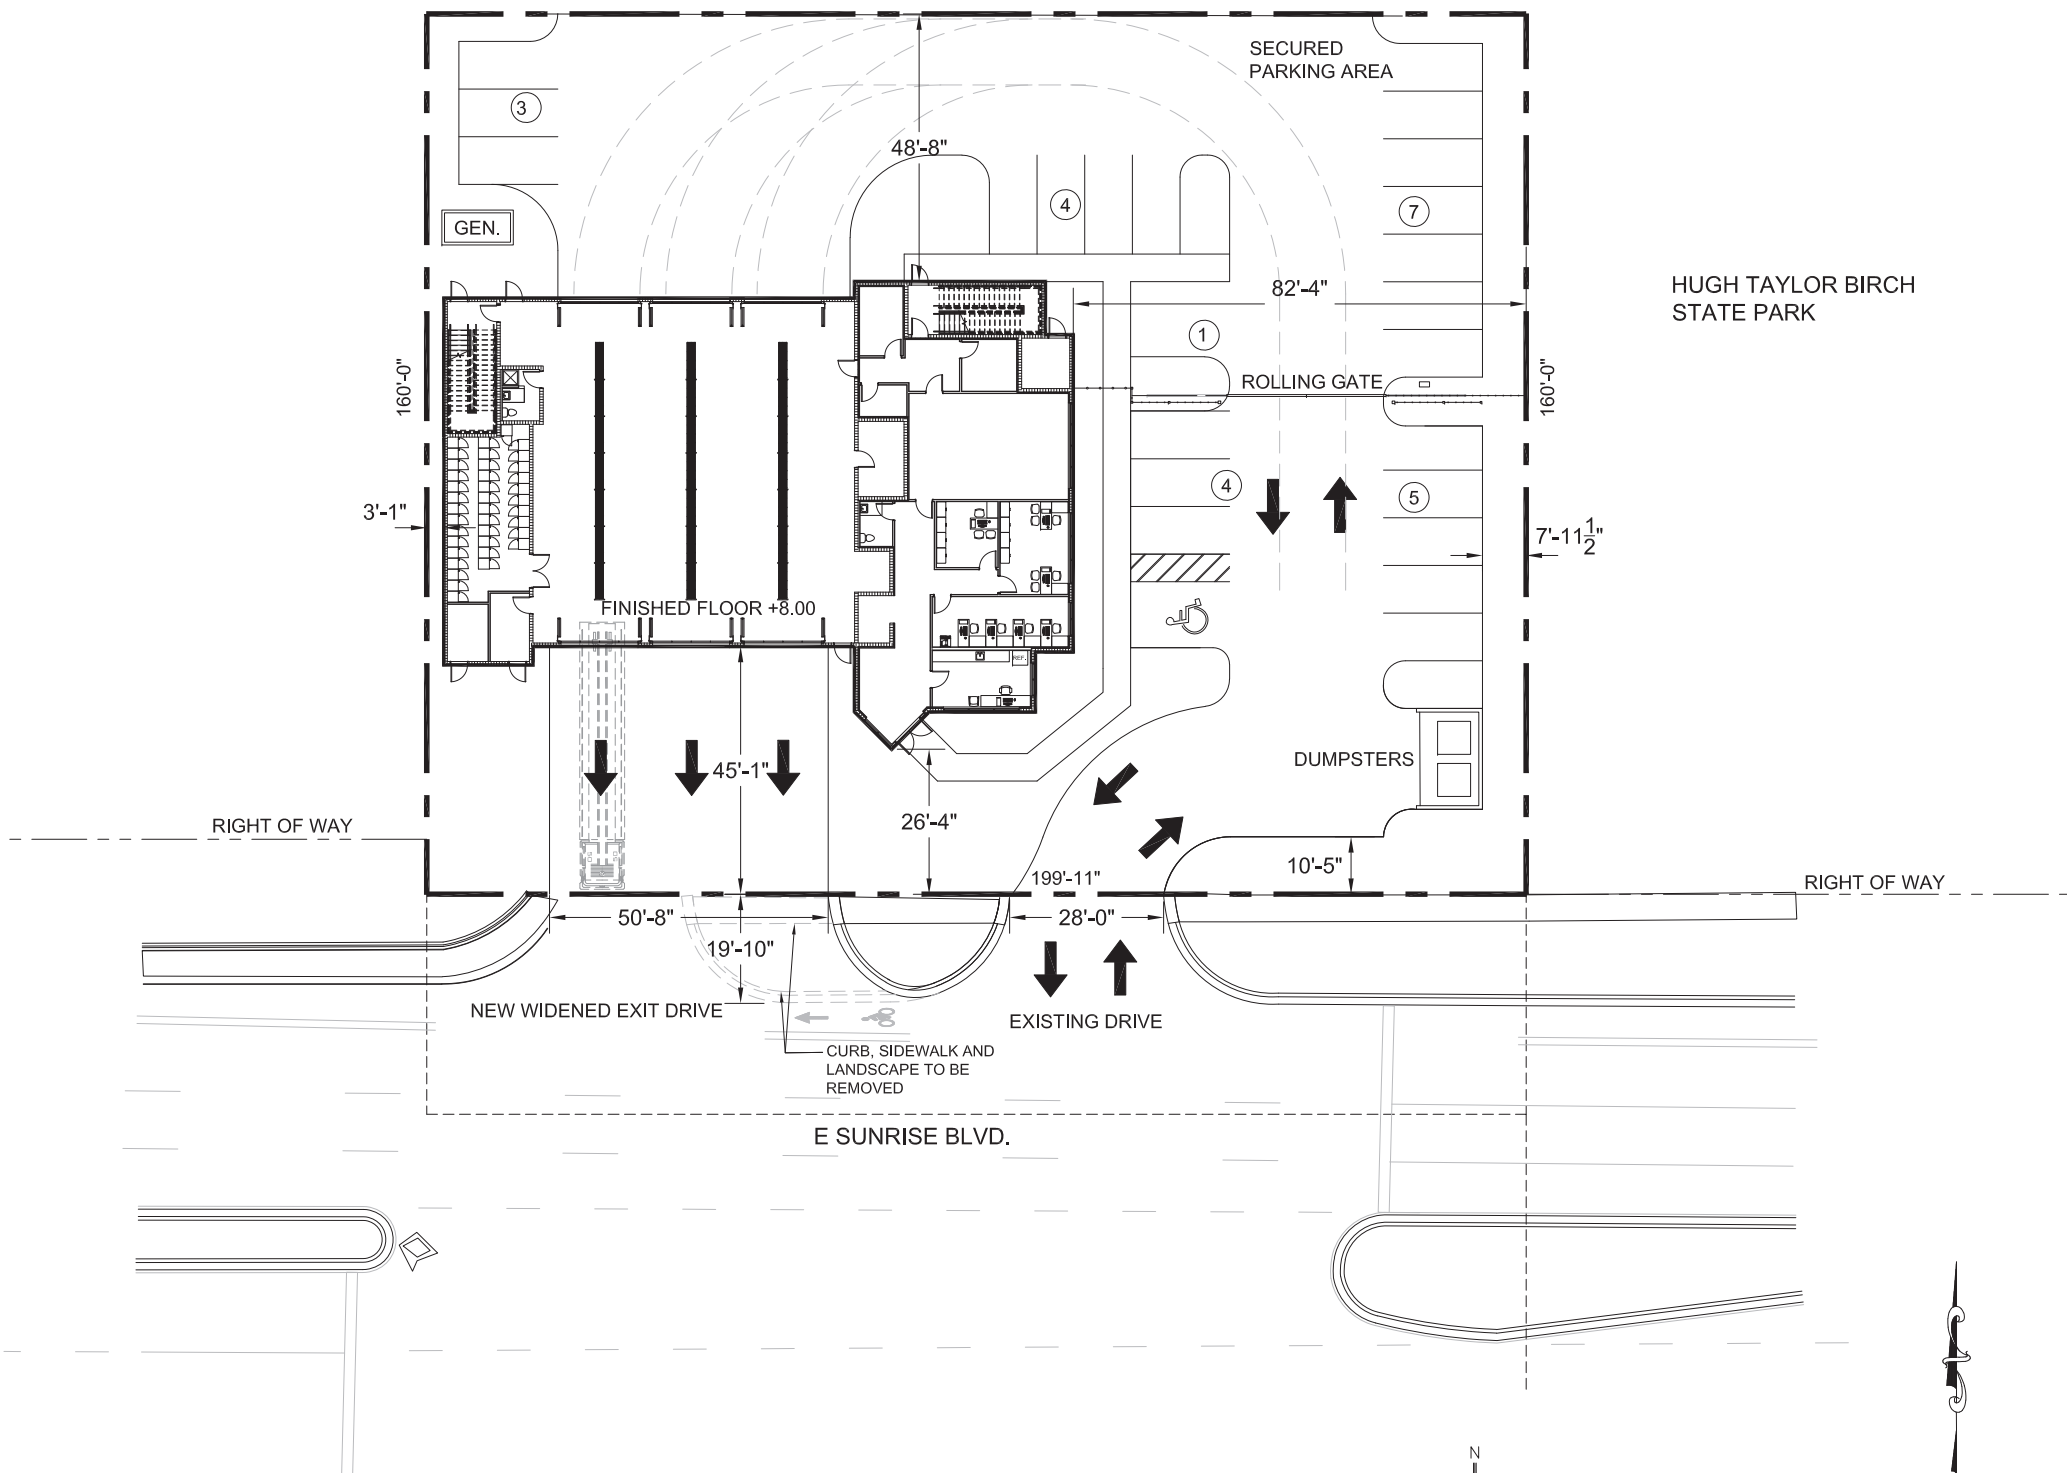 SECURED
PARKING AREA
3
48'-8"
4
7
GEN.
HUGH TAYLOR BIRCH
STATE PARK
82'-4"
1
ROLLING GATE
160'-0"
160'-0"
4
5
3'-1"
7'-11 1/2"
FINISHED FLOOR +8.00
REF.
45'-1"
DUMPSTERS
26'-4"
RIGHT OF WAY
10'-5"
199'-11"
RIGHT OF WAY
50'-8"
28'-0"
19'-10"
NEW WIDENED EXIT DRIVE
EXISTING DRIVE
CURB, SIDEWALK AND
LANDSCAPE TO BE
REMOVED
E SUNRISE BLVD.
N